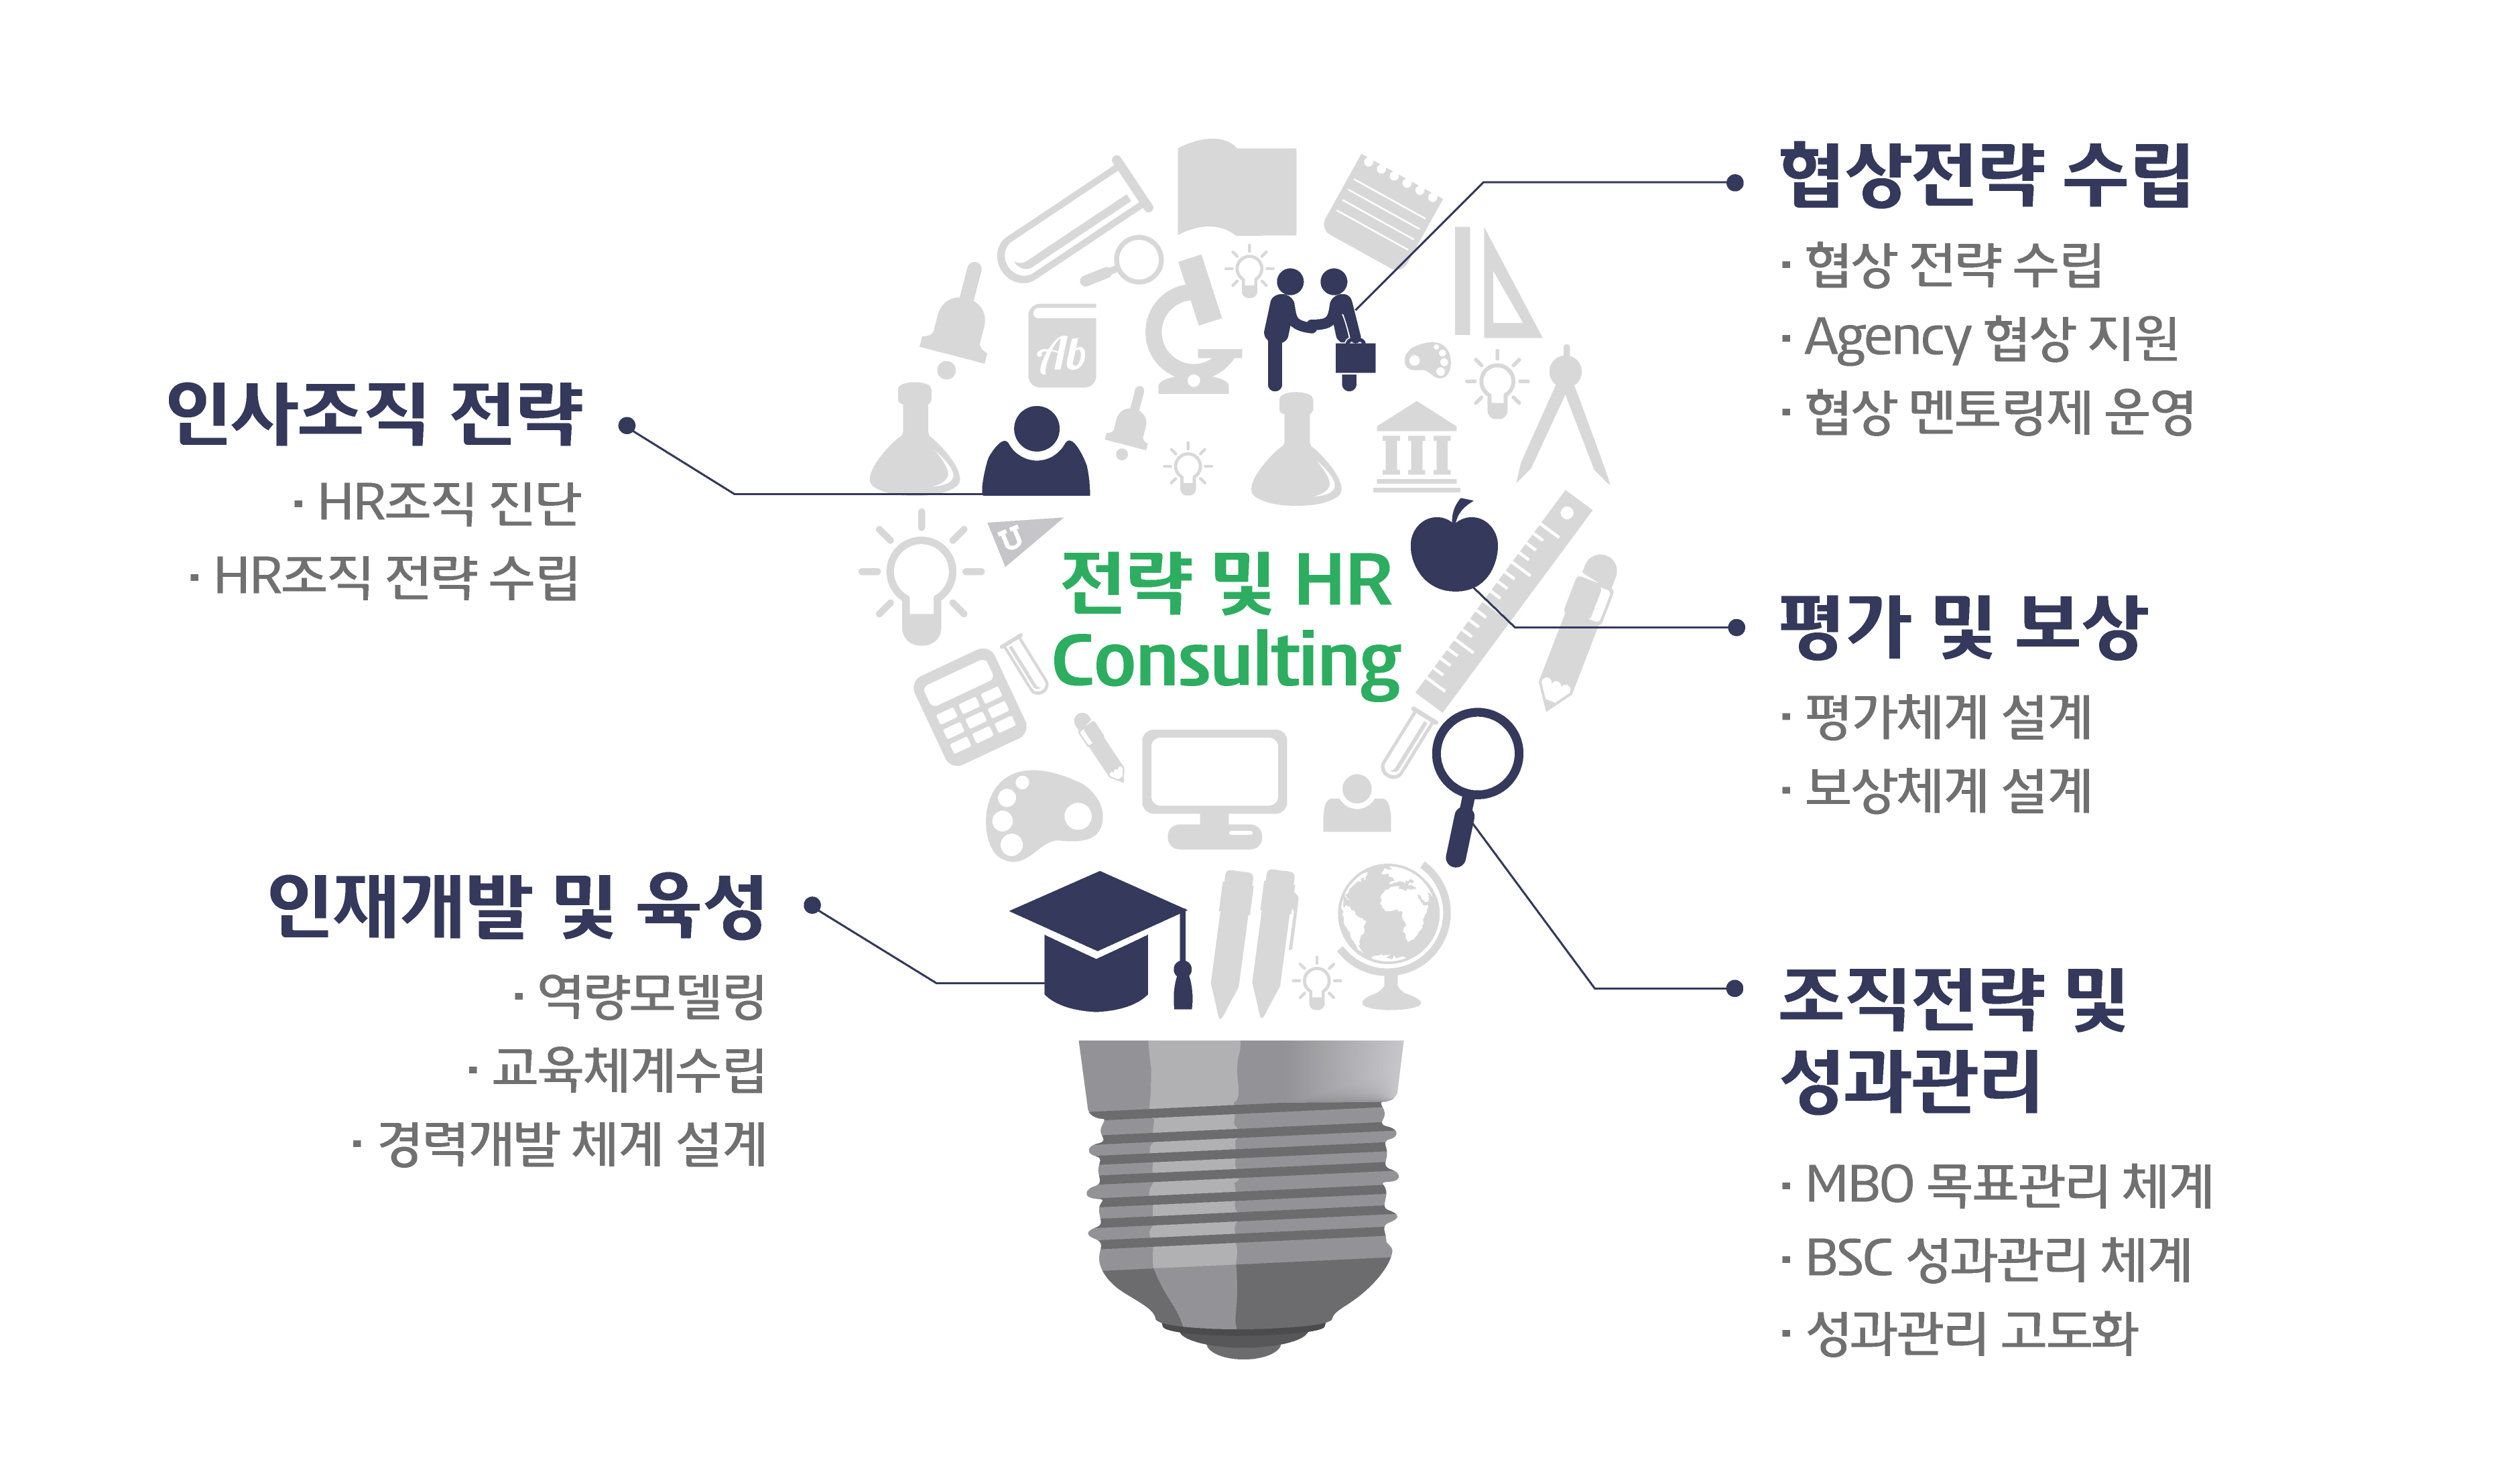 인사조직 전략
· HR조직 진단
· HR조직 전략 수립
인재개발 및 육성
· 역량모델링
· 교육체계수립
· 경력개발 체계 설계
전략 및 HR
Consulting
협상전략 수립
· 협상 전략 수립
· Agency 협상 지원
· 협상 멘토링제 운영
평가 및 보상
· 평가체계 설계
· 보상체계 설계
조직전략 및
성과관리
· MBO 목표관리 체계
· BSC 성과관리 체계
· 성과관리 고도화